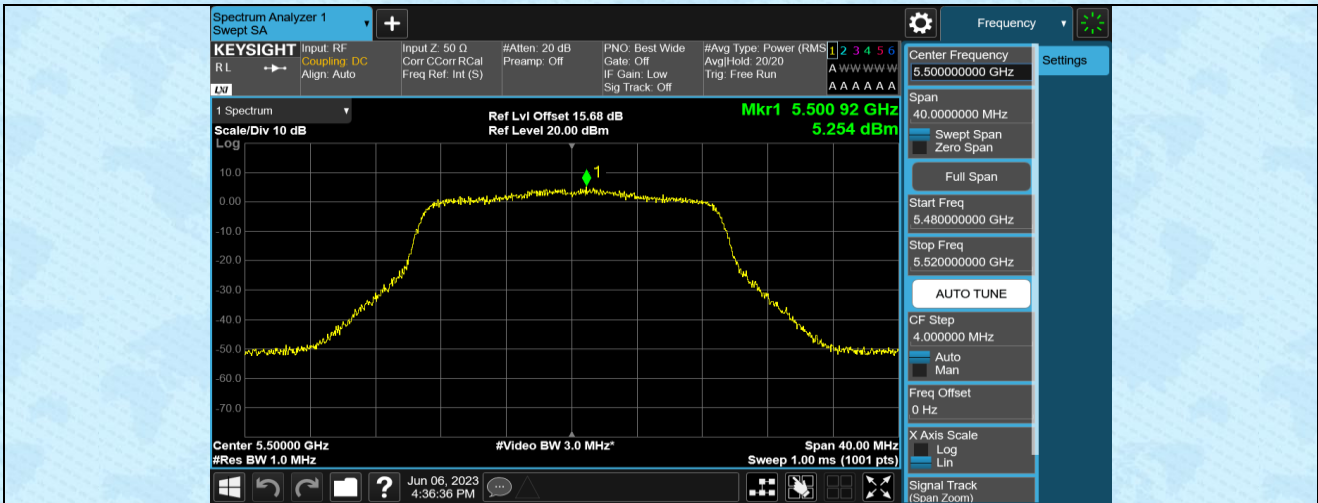 Spectrum Analyzer 1
Swept SA
Frequency
KEYSIGHT
RL
LXI
Input: RF
Coupling: DC
Align: Auto
Input Z: 50 Ω
Corr CCorr RCal
Freq Ref: Int (S)
#Atten: 20 dB
Preamp: Off
PNO: Best Wide
Gate: Off
IF Gain: Low
Sig Track: Off
#Avg Type: Power (RMS
Avg|Hold: 20/20
Trig: Free Run
1 2 3 4 5 6
A W W W W W
A A A A A A
1 Spectrum
Scale/Div 10 dB
Log
Ref Lvl Offset 15.68 dB
Ref Level 20.00 dBm
Mkr1 5.500 92 GHz
5.254 dBm
1
10.0
0.00
-10.0
-20.0
-30.0
-40.0
-50.0
-60.0
-70.0
Center 5.50000 GHz
#Res BW 1.0 MHz
#Video BW 3.0 MHz*
Span 40.00 MHz
Sweep 1.00 ms (1001 pts)
?
Jun 06, 2023
4:36:36 PM
Center Frequency
5.500000000 GHz
Span
40.0000000 MHz
Swept Span
Zero Span
Full Span
Start Freq
5.480000000 GHz
Stop Freq
5.520000000 GHz
AUTO TUNE
CF Step
4.000000 MHz
Auto
Man
Freq Offset
0 Hz
X Axis Scale
Log
Lin
Signal Track
(Span Zoom)
Settings